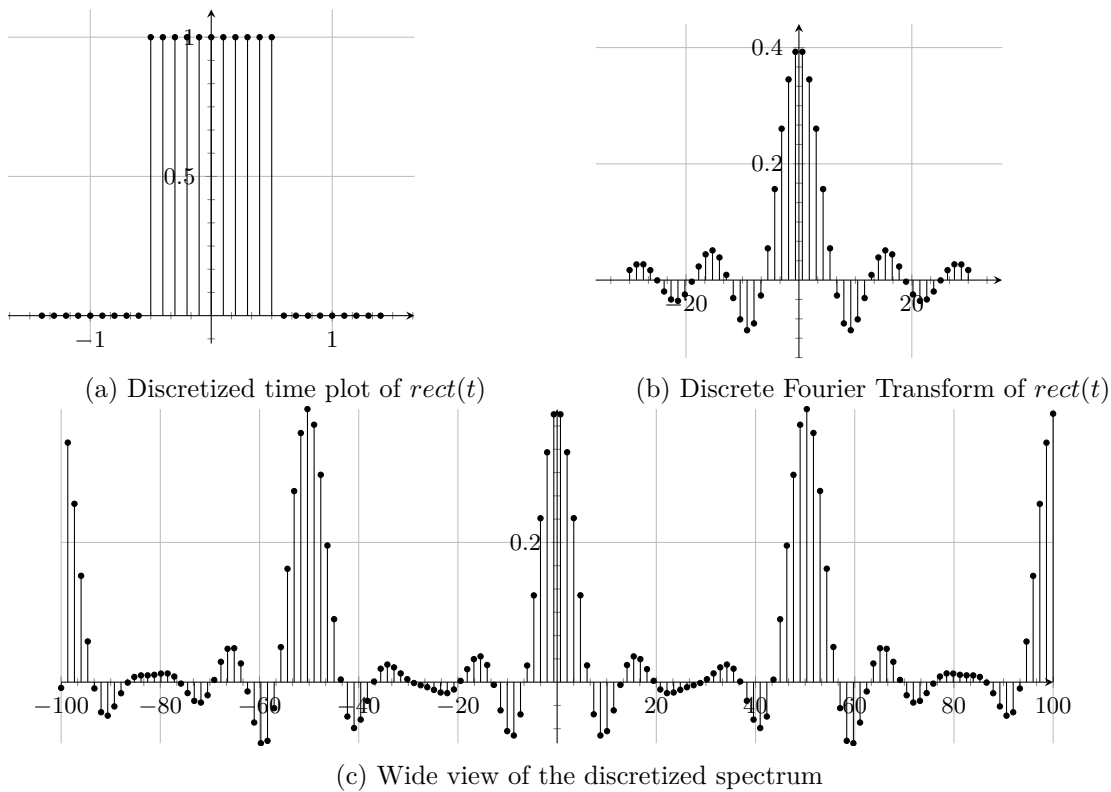 1
0.5
−1
1
0.4
0.2
−20
20
(a) Discretized time plot of rect(t)
(b) Discrete Fourier Transform of rect(t)
0.2
−100 −80 −60 −40 −20 20 40 60 80 100
(c) Wide view of the discretized spectrum